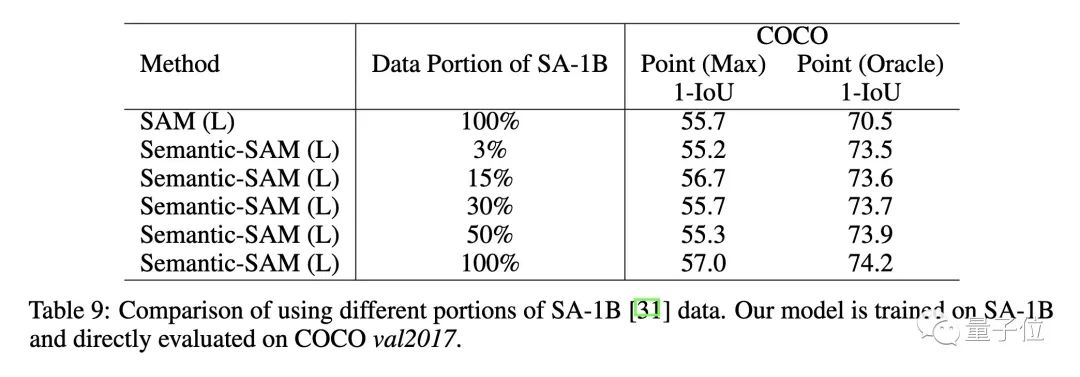 COCO
Method Data Portion of SA-1B Point (Max) Point (Oracle)
1-IoU 1-IoU
SAM (L) 100% 55.7 70.5
Semantic-SAM (L) 3% 55.2 73.5
Semantic-SAM (L) 15% 56.7 73.6
Semantic-SAM (L) 30% 55.7 73.7
Semantic-SAM (L) 50% 55.3 73.9
Semantic-SAM (L) 100% 57.0 74.2
Table 9: Comparison of using different portions of SA-1B [31] data. Our model is trained on SA-1B
and directly evaluated on COCO val2017.
量子位